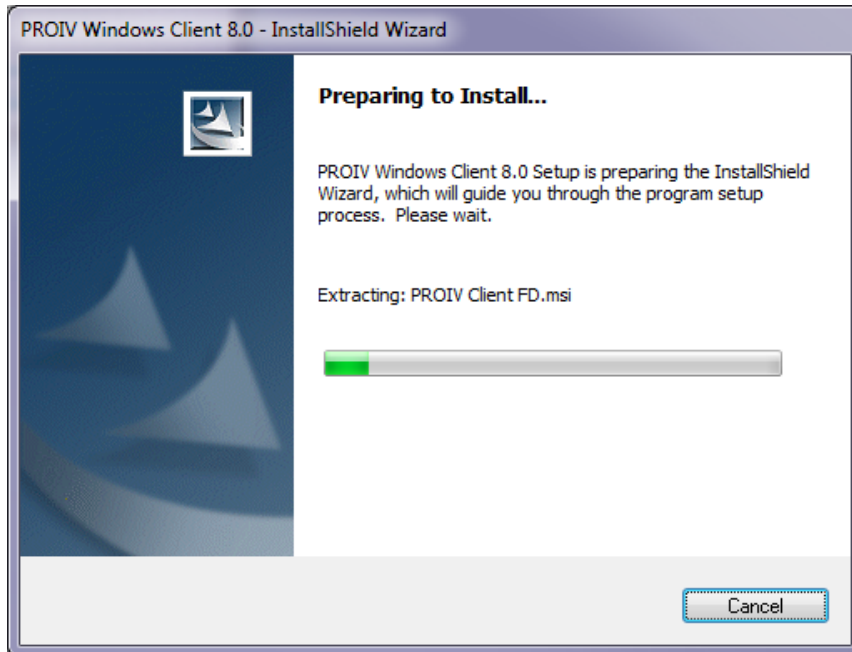 PROIV Windows Client 8.0 - InstallShield Wizard
Preparing to Install...
PROIV Windows Client 8.0 Setup is preparing the InstallShield
Wizard, which will guide you through the program setup
process. Please wait.
Extracting: PROIV Client FD.msi
Cancel